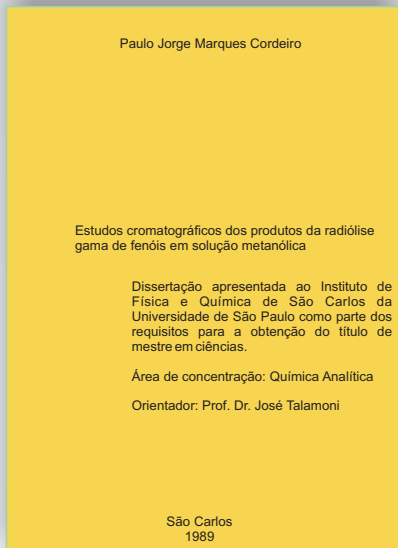 Paulo Jorge Marques Cordeiro
Estudos cromatográficos dos produtos da radiólise
gama de fenóis em solução metanólica
Dissertação apresentada ao Instituto de
Física e Química de São Carlos da
Universidade de São Paulo como parte dos
requisitos para a obtenção do título de
mestre em ciências.
Área de concentração: Química Analítica
Orientador: Prof. Dr. José Talamoni
São Carlos
1989